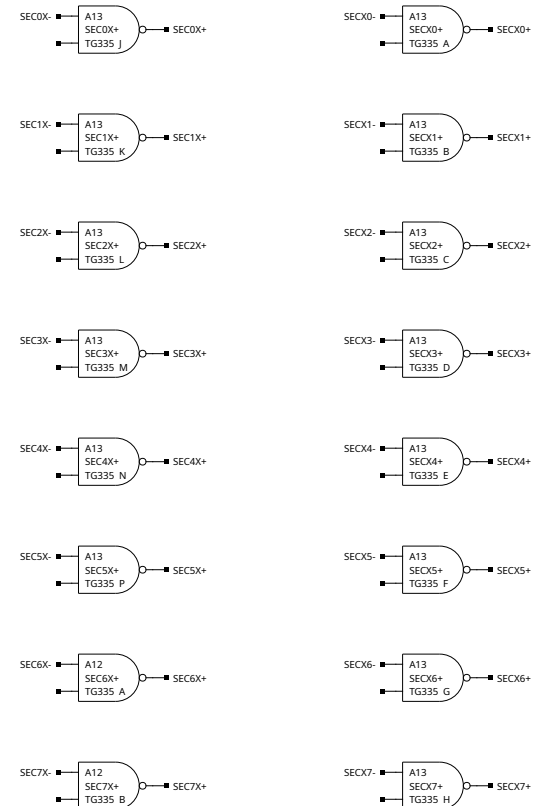 SEC0X- A13 SEC0X+ TG335 J SEC0X+
SECX0- A13 SECX0+ TG335 A SECX0+
SEC1X- A13 SEC1X+ TG335 K SEC1X+
SECX1- A13 SECX1+ TG335 B SECX1+
SEC2X- A13 SEC2X+ TG335 L SEC2X+
SECX2- A13 SECX2+ TG335 C SECX2+
SEC3X- A13 SEC3X+ TG335 M SEC3X+
SECX3- A13 SECX3+ TG335 D SECX3+
SEC4X- A13 SEC4X+ TG335 N SEC4X+
SECX4- A13 SECX4+ TG335 E SECX4+
SEC5X- A13 SEC5X+ TG335 P SEC5X+
SECX5- A13 SECX5+ TG335 F SECX5+
SEC6X- A12 SEC6X+ TG335 A SEC6X+
SECX6- A13 SECX6+ TG335 G SECX6+
SEC7X- A12 SEC7X+ TG335 B SEC7X+
SECX7- A13 SECX7+ TG335 H SECX7+